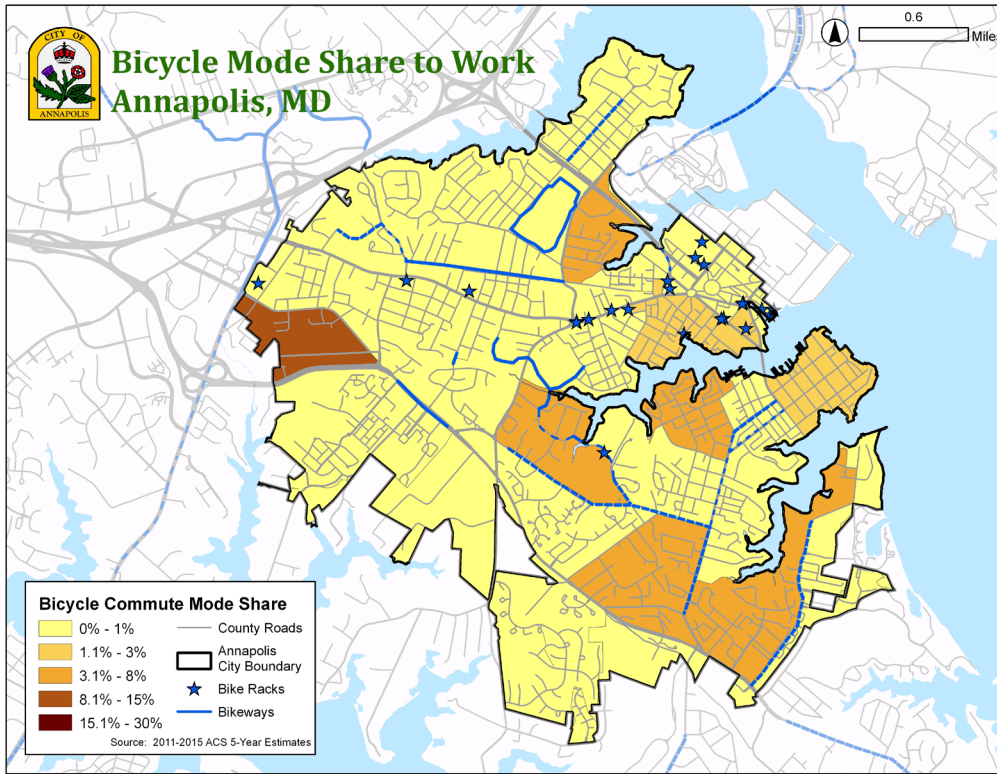 CITY OF
ANNAPOLIS
Bicycle Mode Share to Work
Annapolis, MD
0.6
Miles
Bicycle Commute Mode Share
0% - 1%
1.1% - 3%
3.1% - 8%
8.1% - 15%
15.1% - 30%
County Roads
Annapolis
City Boundary
Bike Racks
Bikeways
Source: 2011-2015 ACS 5-Year Estimates